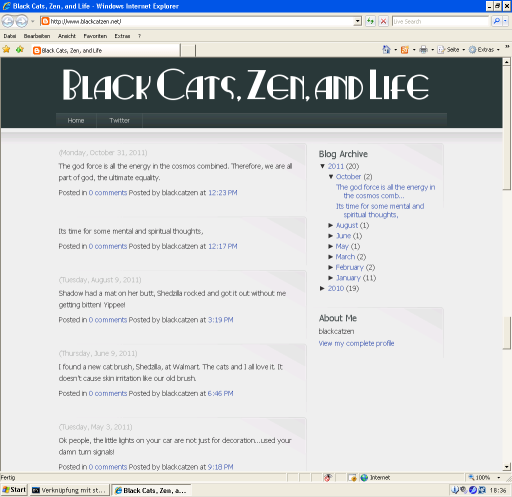 Black Cats, Zen, and Life - Windows Internet Explorer
http://www.blackcatzen.net/
Live Search
Datei Bearbeiten Ansicht Favoriten Extras ?
Black Cats, Zen, and Life
Seite Extras
BLACK CATS, ZEN, AND LIFE
Home Twitter
(Monday, October 31, 2011)
The god force is all the energy in the cosmos combined. Therefore, we are all
part of god, the ultimate equality.
Posted in 0 comments Posted by blackcatzen at 12:23 PM
Its time for some mental and spiritual thoughts,
Posted in 0 comments Posted by blackcatzen at 12:17 PM
(Tuesday, August 9, 2011)
Shadow had a mat on her butt, Shedzilla rocked and got it out without me
getting bitten! Yippee!
Posted in 0 comments Posted by blackcatzen at 3:19 PM
(Thursday, June 9, 2011)
I found a new cat brush, Shedzilla, at Walmart. The cats and I all love it. It
doesn't cause skin irritation like our old brush.
Posted in 0 comments Posted by blackcatzen at 6:46 PM
(Tuesday, May 3, 2011)
Ok people, the little lights on your car are not just for decoration...used your
damn turn signals!
Posted in 0 comments Posted by blackcatzen at 9:18 PM
Blog Archive
▼ 2011 (20)
▼ October (2)
The god force is all the energy in
the cosmos comb...
Its time for some mental and
spiritual thoughts,
► August (1)
► June (1)
► May (1)
► March (2)
► February (2)
► January (11)
► 2010 (19)
About Me
blackcatzen
View my complete profile
Fertig
Internet
100%
Start
Verknüpfung mit st...
Black Cats, Zen, a...
18:36